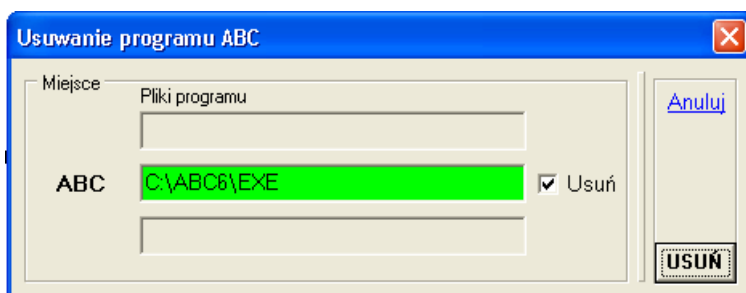 Usuwanie programu ABC
Miejsce
Pliki programu
Anuluj
ABC C:\ABC6\EXE Usuń
USUŃ